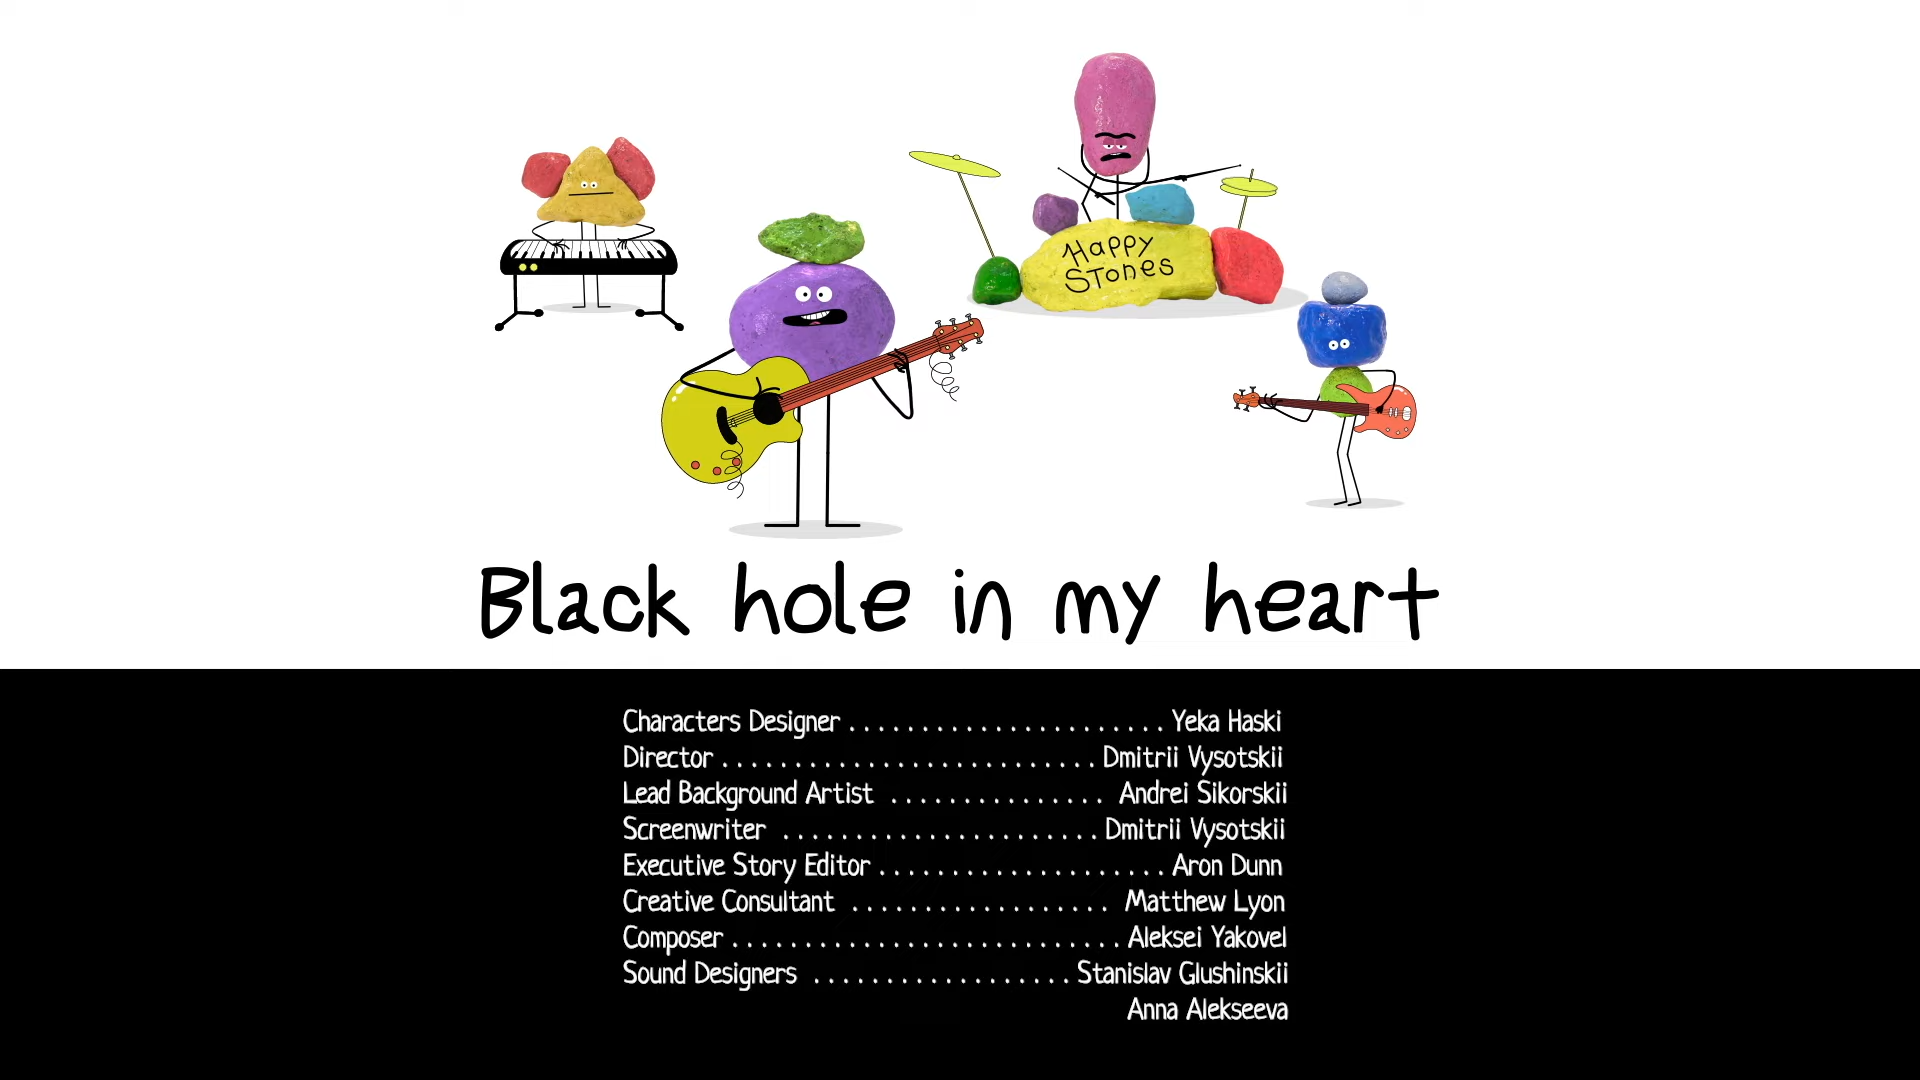 Happy
Stones
Black hole in my heart
Characters Designer . . . . . . . . . . . . . . . . . . . . . . Yeka Haski
Director . . . . . . . . . . . . . . . . . . . . . . . . . . Dmitrii Vysotskii
Lead Background Artist . . . . . . . . . . . . . . . Andrei Sikorskii
Screenwriter . . . . . . . . . . . . . . . . . . . . . . Dmitrii Vysotskii
Executive Story Editor . . . . . . . . . . . . . . . . . . . . Aron Dunn
Creative Consultant . . . . . . . . . . . . . . . . . . Matthew Lyon
Composer . . . . . . . . . . . . . . . . . . . . . . . . . . . Aleksei Yakovel
Sound Designers . . . . . . . . . . . . . . . . . . Stanislav Glushinskii
Anna Alekseeva